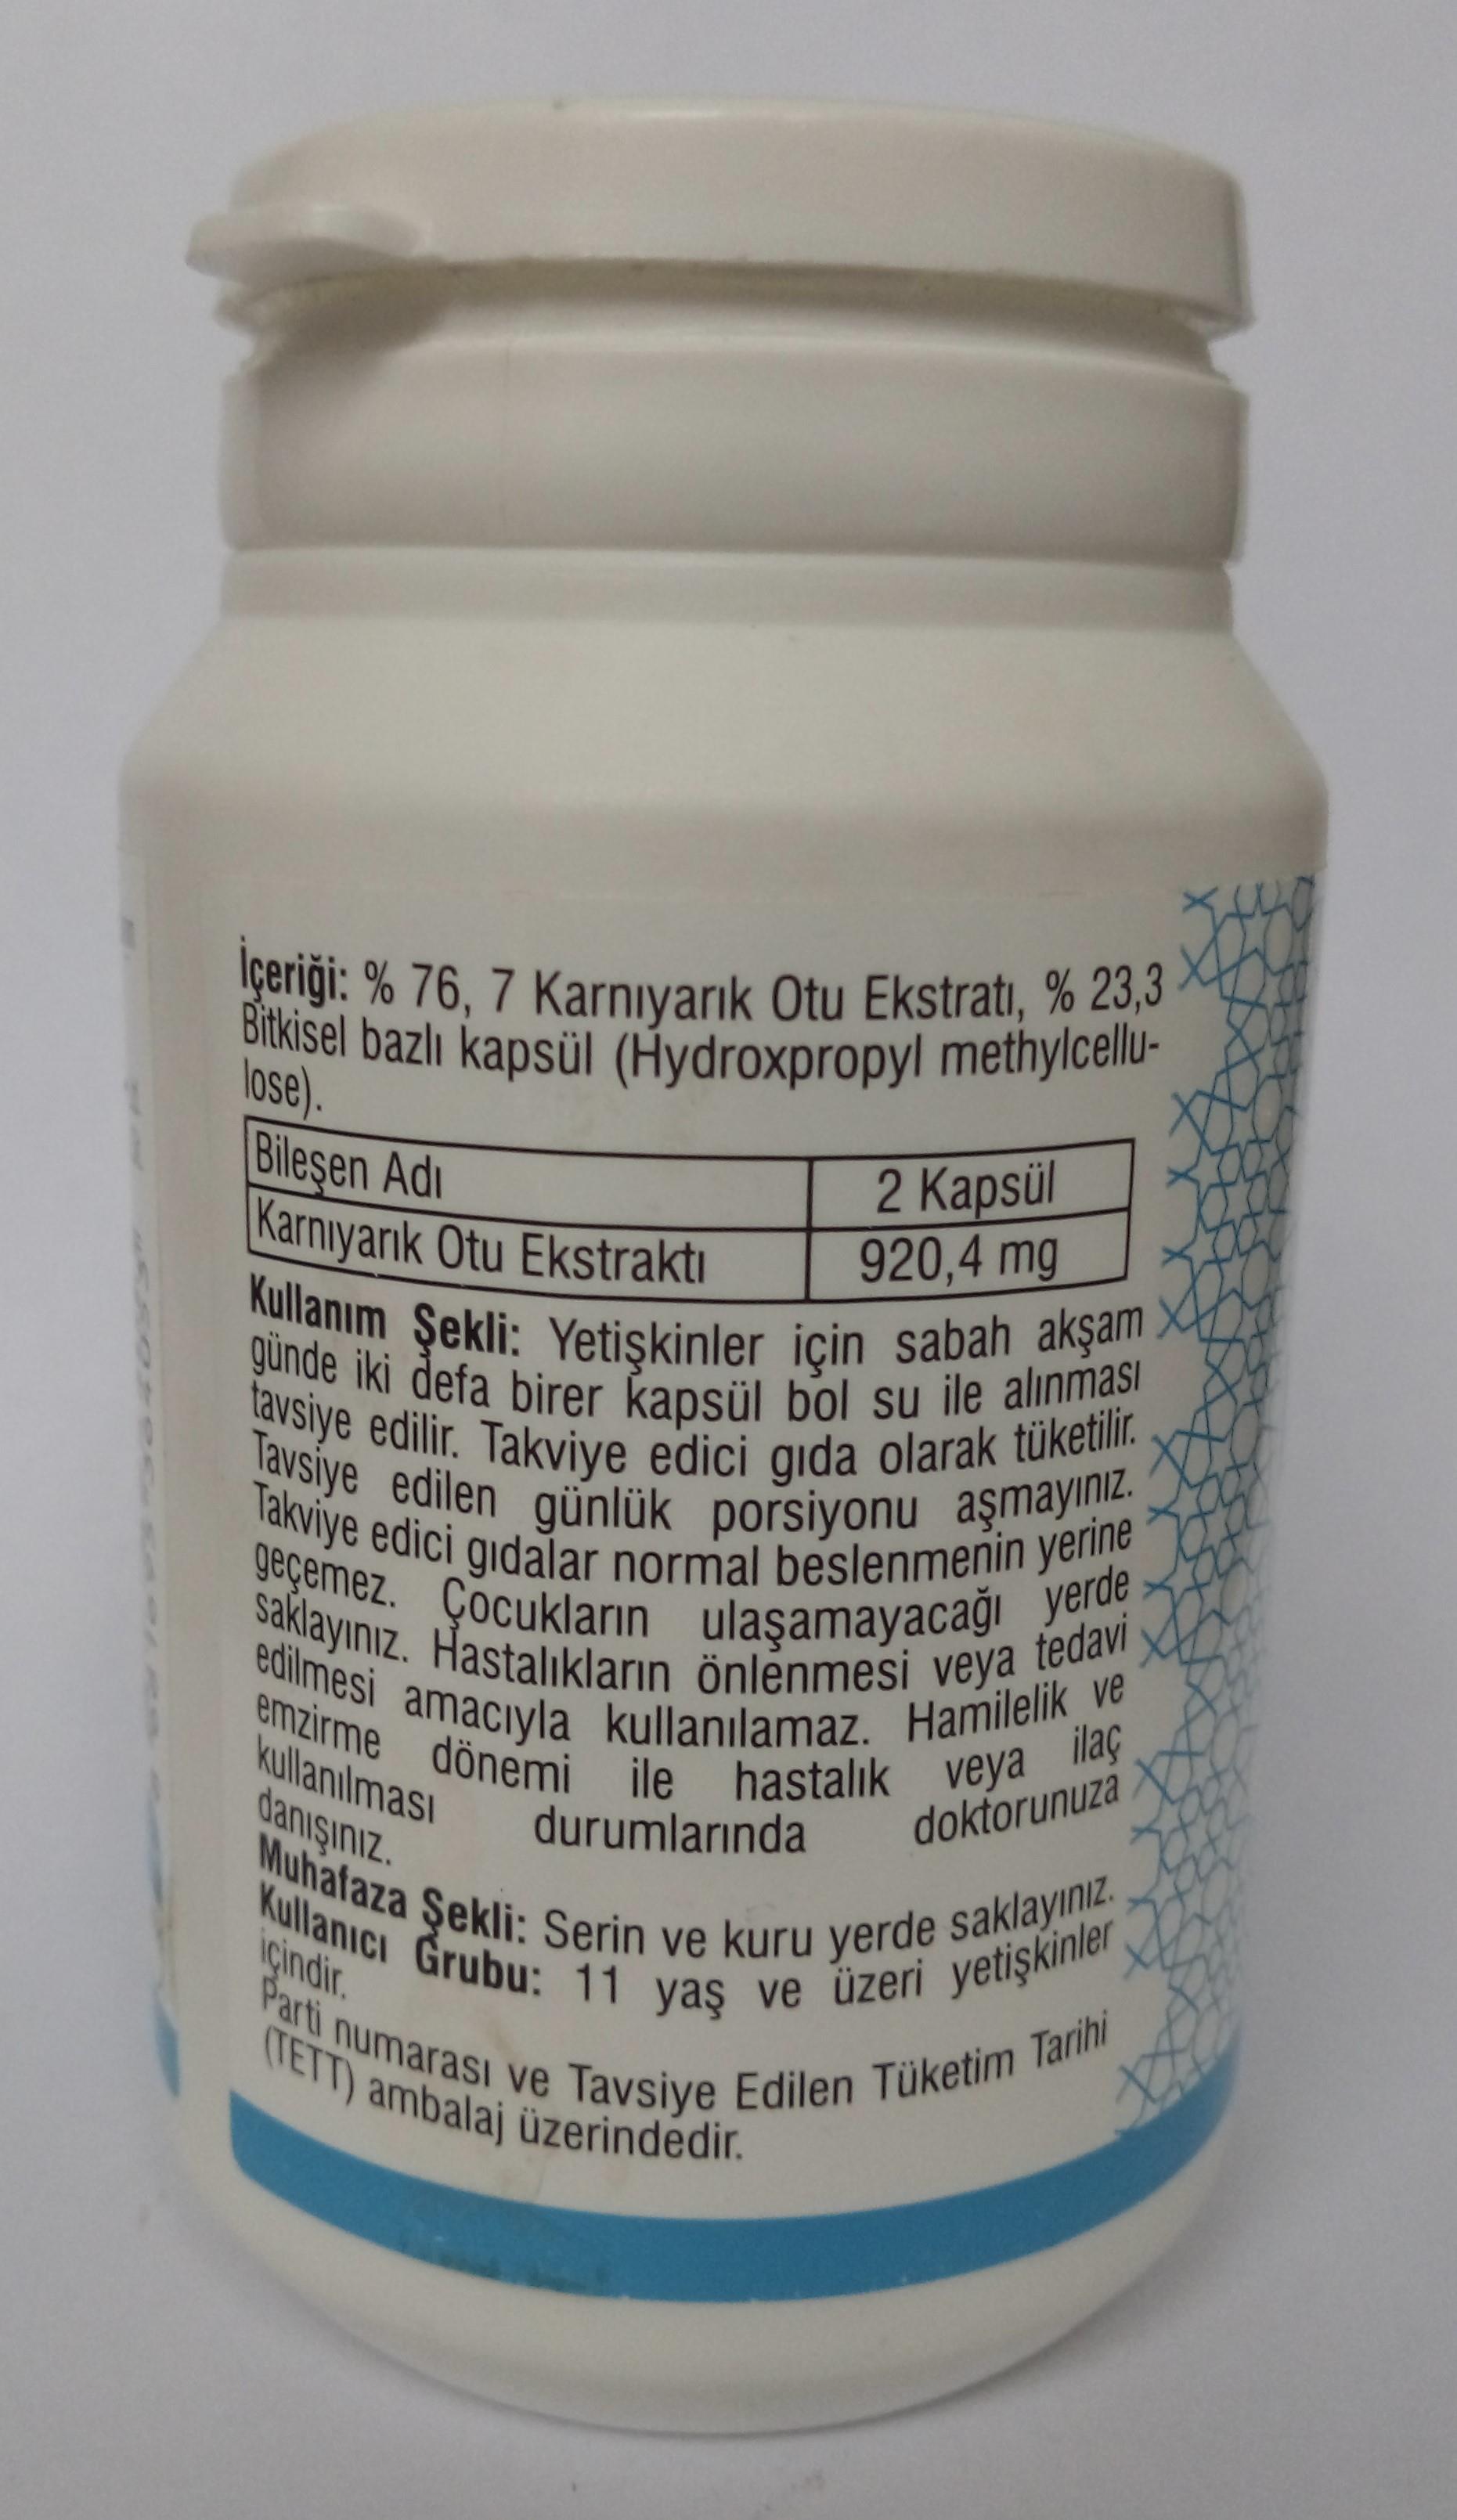 İçeriği: % 76, 7 Karnıyarık Otu Ekstratı, % 23,3
Bitkisel bazlı kapsül (Hydroxpropyl methylcellu-
lose).
Bileşen Adı 2 Kapsül
Karnıyarık Otu Ekstraktı 920,4 mg
Kullanım Şekli: Yetişkinler için sabah akşam
günde iki defa birer kapsül bol su ile alınması
tavsiye edilir. Takviye edici gıda olarak tüketilir.
Tavsiye edilen günlük porsiyonu aşmayınız.
Takviye edici gıdalar normal beslenmenin yerine
geçemez. Çocukların ulaşamayacağı yerde
saklayınız. Hastalıkların önlenmesi veya tedavi
edilmesi amacıyla kullanılamaz. Hamilelik ve
emzirme dönemi ile hastalık veya ilaç
kullanılması durumlarında doktorunuza
danışınız.
Muhafaza Şekli: Serin ve kuru yerde saklayınız.
Kullanıcı Grubu: 11 yaş ve üzeri yetişkinler
içindir.
Parti numarası ve Tavsiye Edilen Tüketim Tarihi
(TETT) ambalaj üzerindedir.